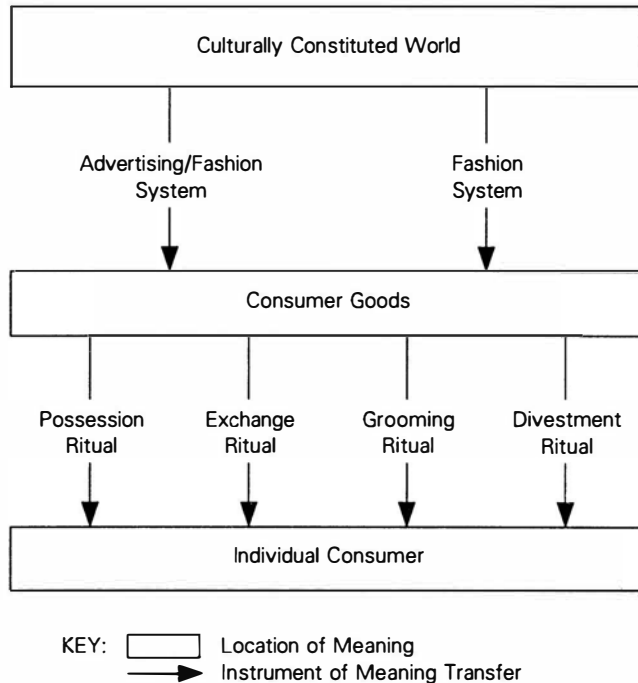 Culturally Constituted World
Advertising/Fashion
System
Fashion
System
Consumer Goods
Possession
Ritual
Exchange
Ritual
Grooming
Ritual
Divestment
Ritual
Individual Consumer
KEY:
Location of Meaning
Instrument of Meaning Transfer